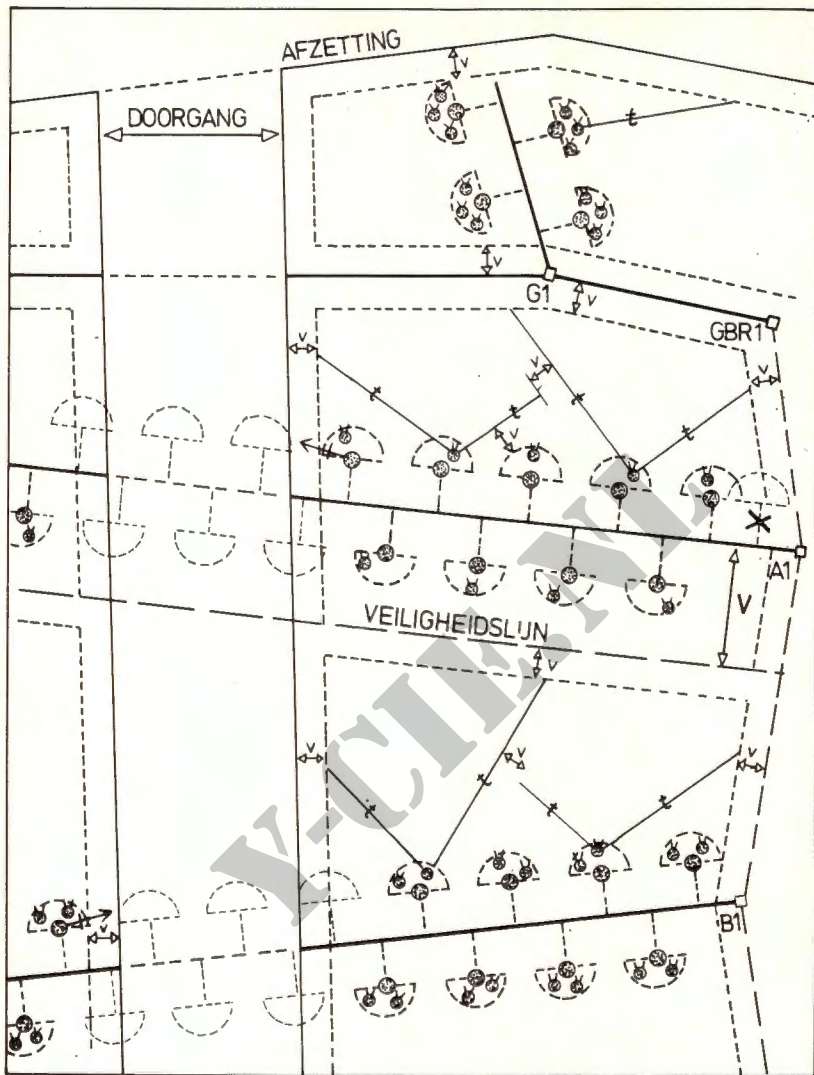 AFZETTING
v
DOORGANG
t
v
G1
v
GBR1
v
v
v
t
t
v
t
t
A1
VEILIGHEIDSLIJN
V
v
v
v
v
t
t
t
t
B1
v
Y-CIE.NL